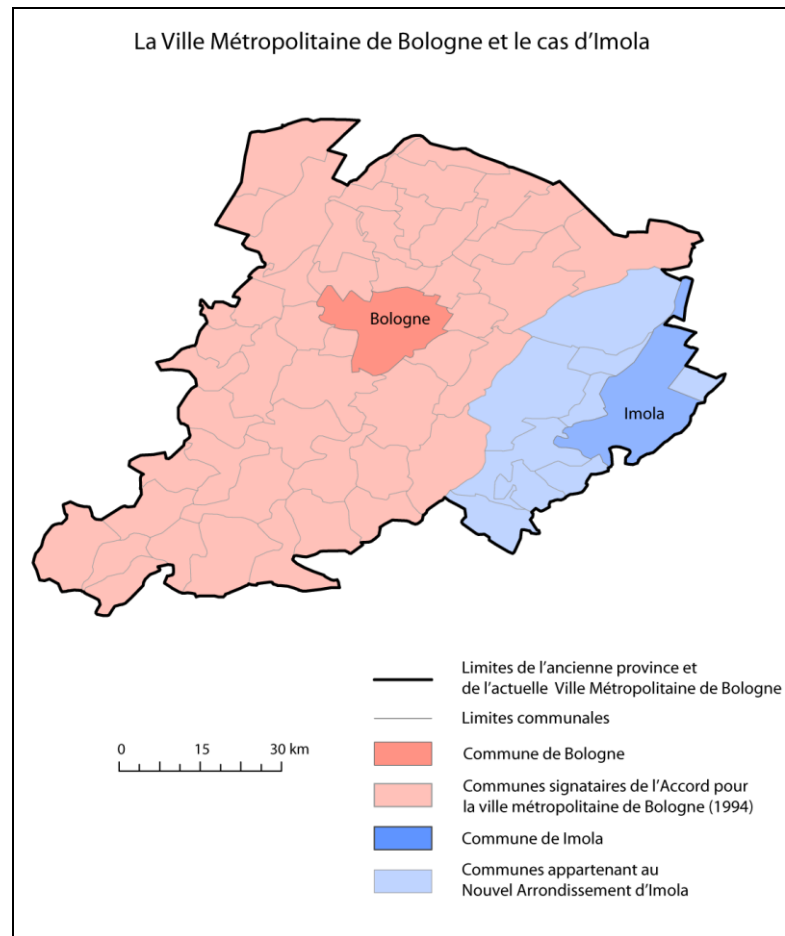 La Ville Métropolitaine de Bologne et le cas d’Imola
Bologne
Imola
Limites de l’ancienne province et
de l’actuelle Ville Métropolitaine de Bologne
Limites communales
0 15 30 km
Commune de Bologne
Communes signataires de l’Accord pour
la ville métropolitaine de Bologne (1994)
Commune de Imola
Communes appartenant au
Nouvel Arrondissement d’Imola